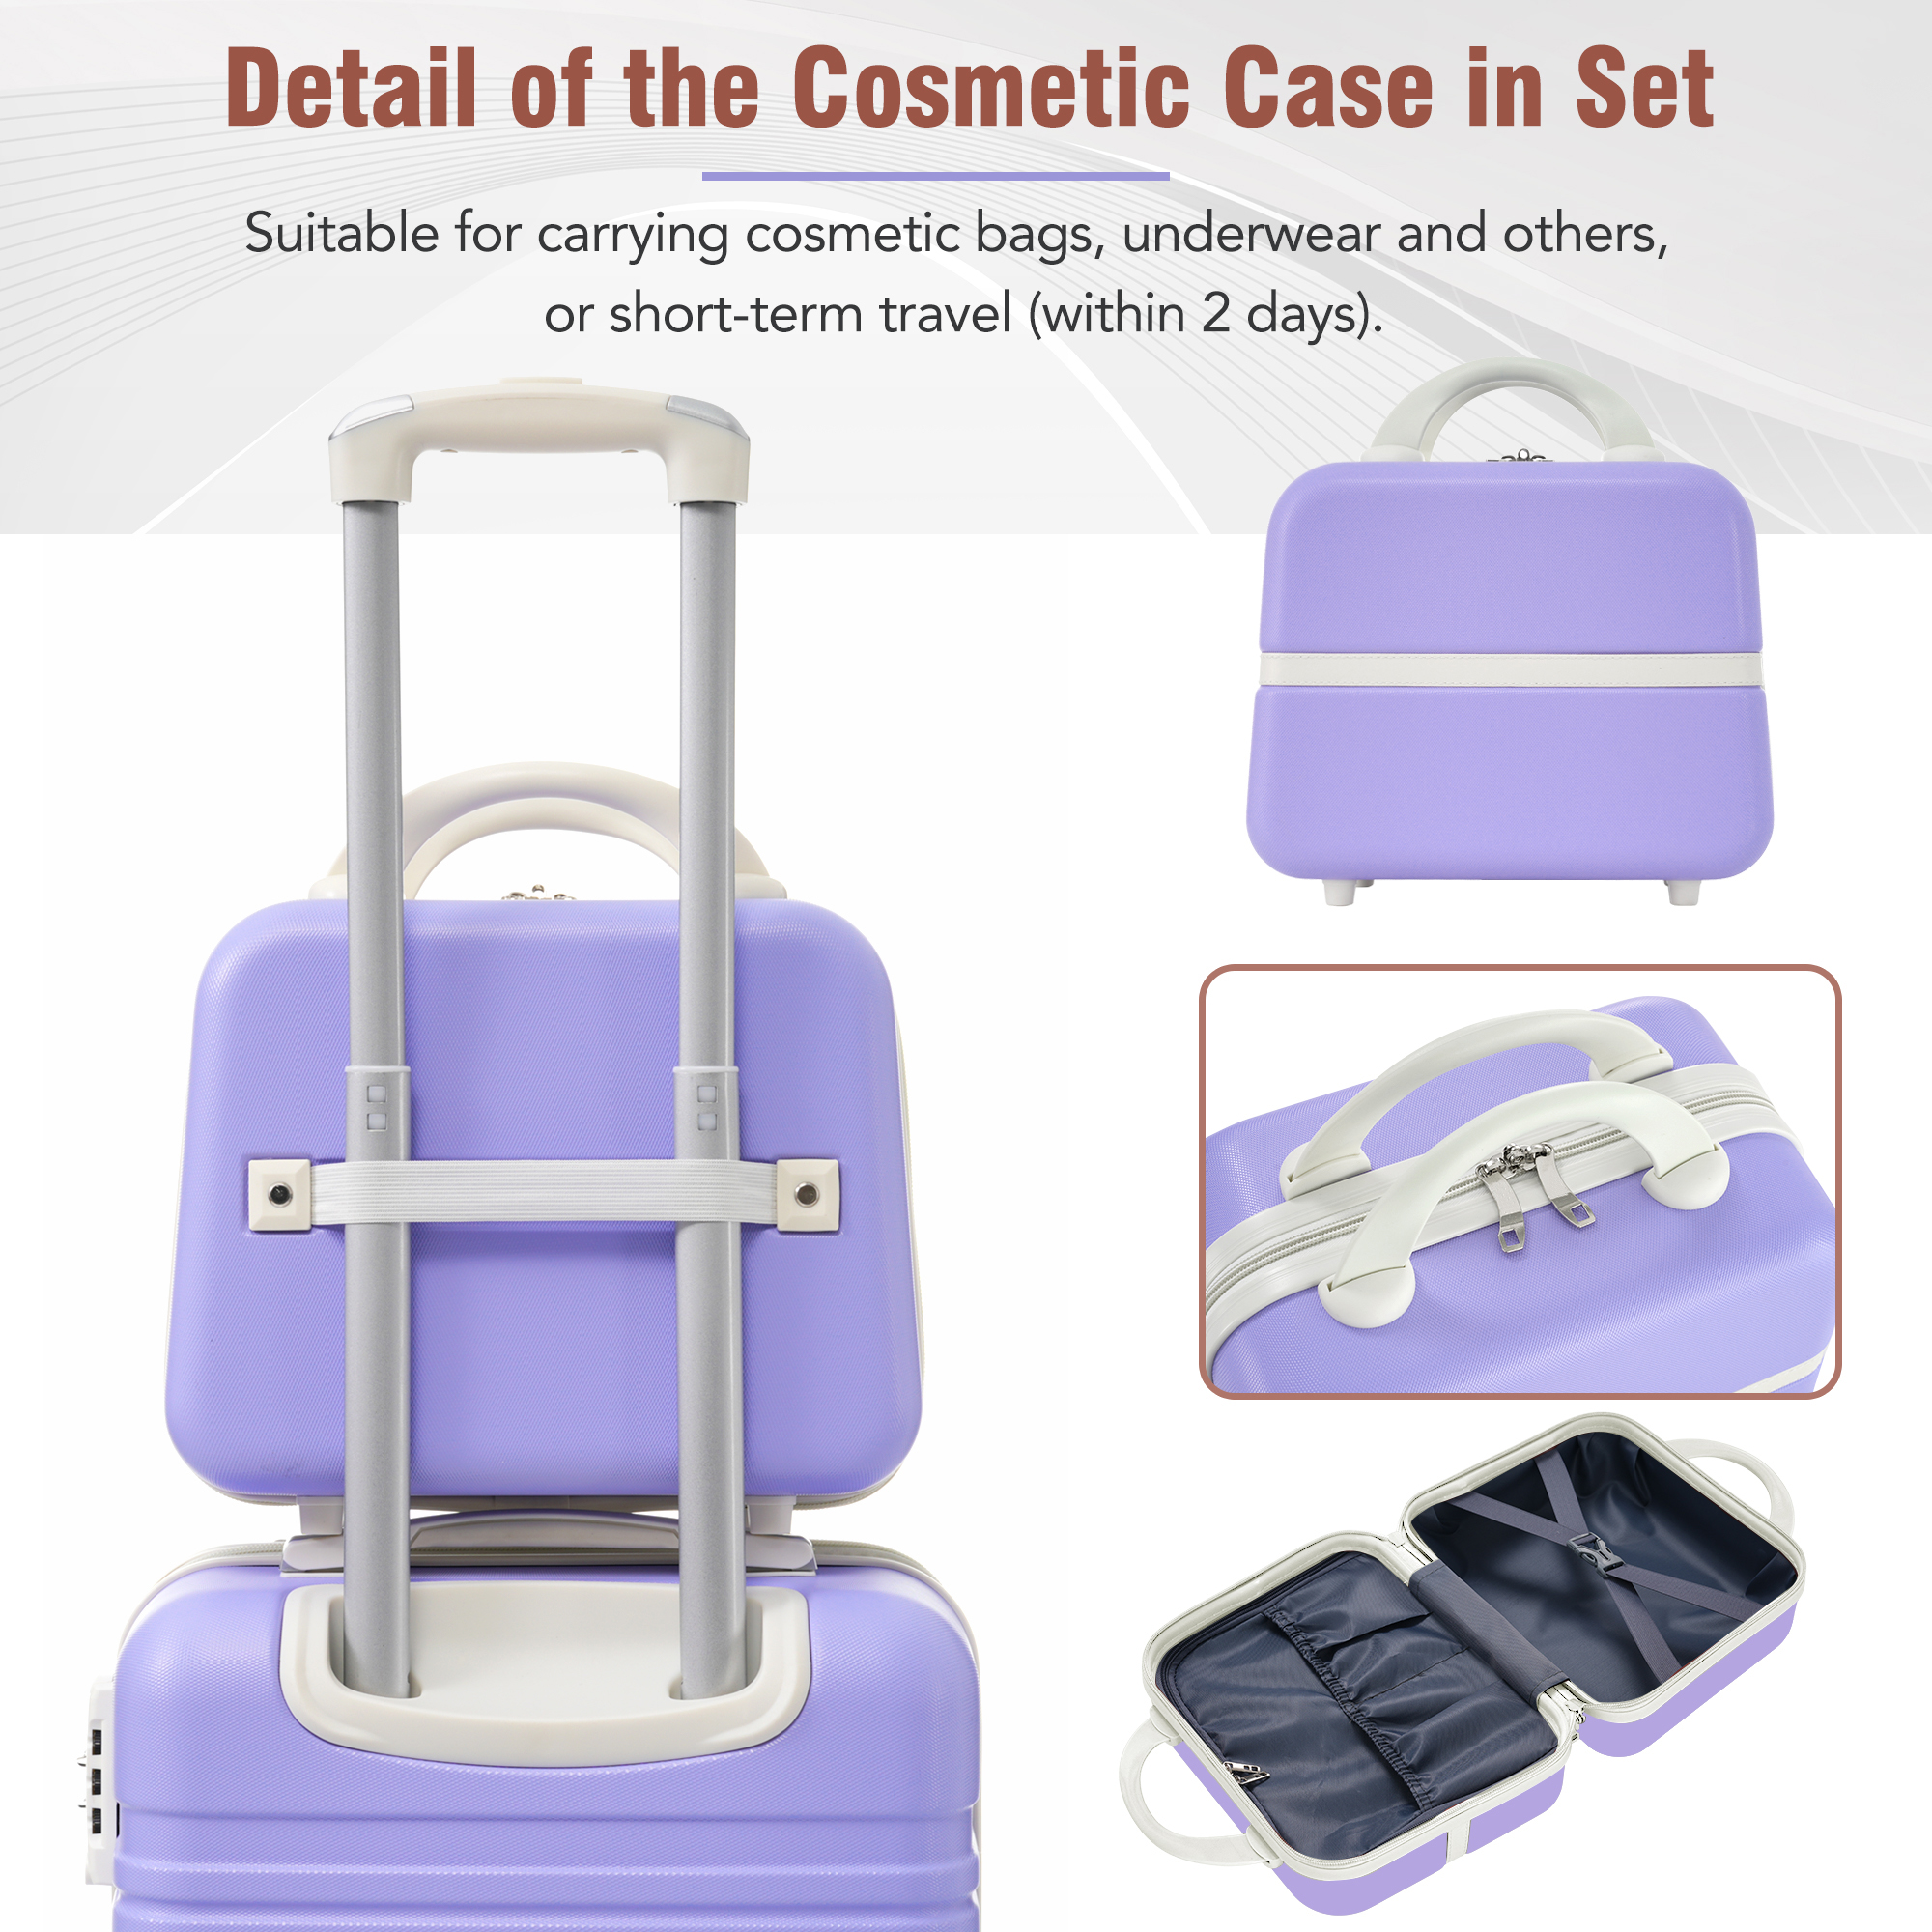 Detail of the Cosmetic Case in Set
Suitable for carrying cosmetic bags, underwear and others,
or short-term travel (within 2 days).